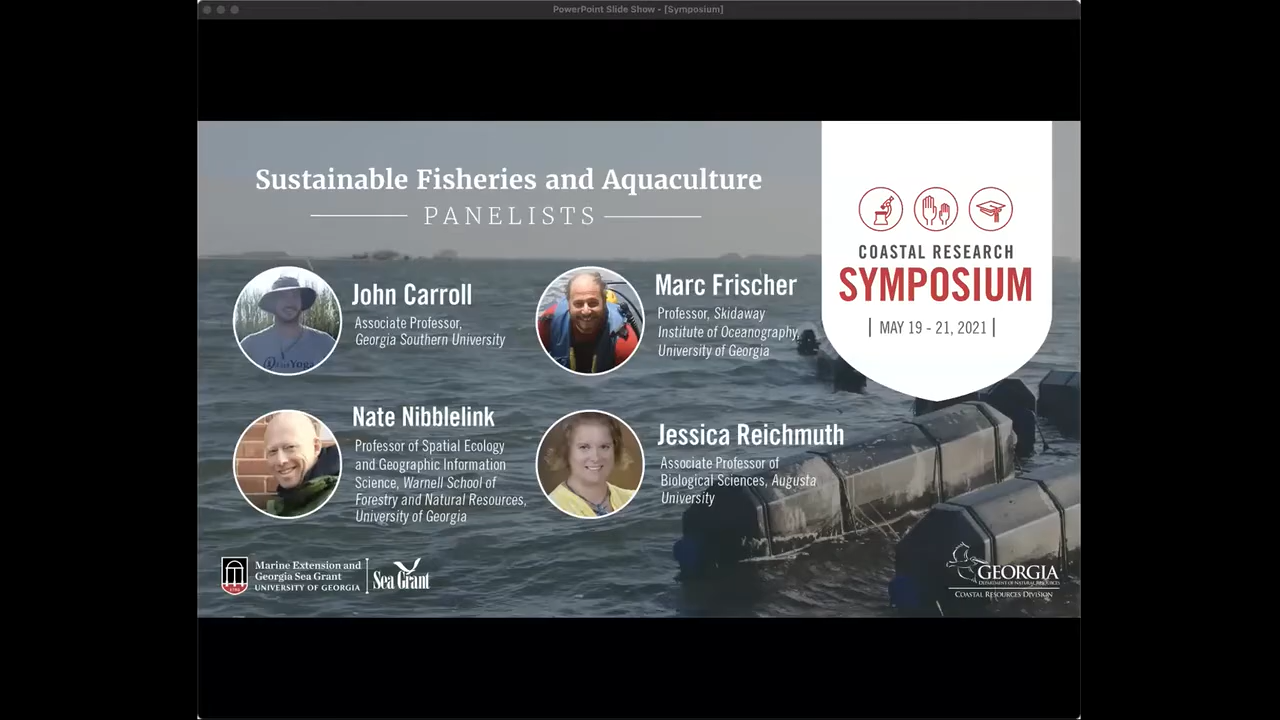 PowerPoint Slide Show - [Symposium]
Sustainable Fisheries and Aquaculture
PANELISTS
John Carroll
Associate Professor,
Georgia Southern University
Marc Frischer
Professor, Skidaway
Institute of Oceanography,
University of Georgia
Nate Nibblelink
Professor of Spatial Ecology
and Geographic Information
Science, Warnell School of
Forestry and Natural Resources,
University of Georgia
Jessica Reichmuth
Associate Professor of
Biological Sciences, Augusta
University
COASTAL RESEARCH
SYMPOSIUM
| MAY 19 - 21, 2021 |
Marine Extension and
Georgia Sea Grant
UNIVERSITY OF GEORGIA
Sea Grant
GEORGIA
DEPARTMENT OF NATURAL RESOURCES
COASTAL RESOURCES DIVISION